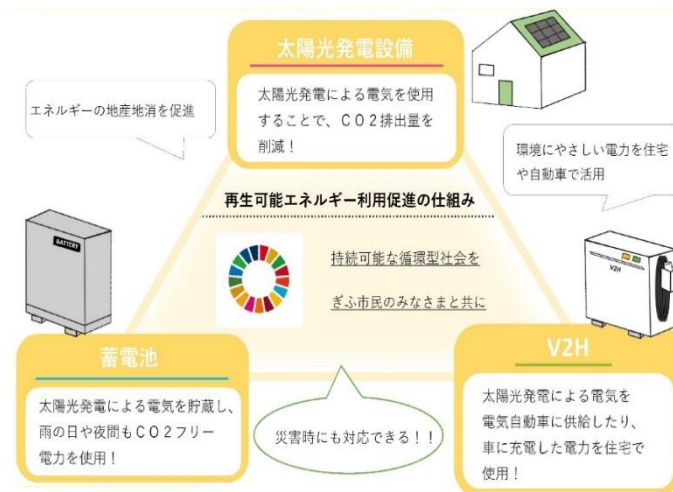 太陽光発電設備
太陽光発電による電気を使用
することで、CO2排出量を
削減!
エネルギーの地産地消を促進
環境にやさしい電力を住宅
や自動車で活用
再生可能エネルギー利用促進の仕組み
持続可能な循環型社会を
ぎふ市民のみなさまと共に
BATTERY
V2H
蓄電池
太陽光発電による電気を貯蔵し、
雨の日や夜間もCO2フリー
電力を使用!
災害時にも対応できる!!
V2H
太陽光発電による電気を
電気自動車に供給したり、
車に充電した電力を住宅で
使用!